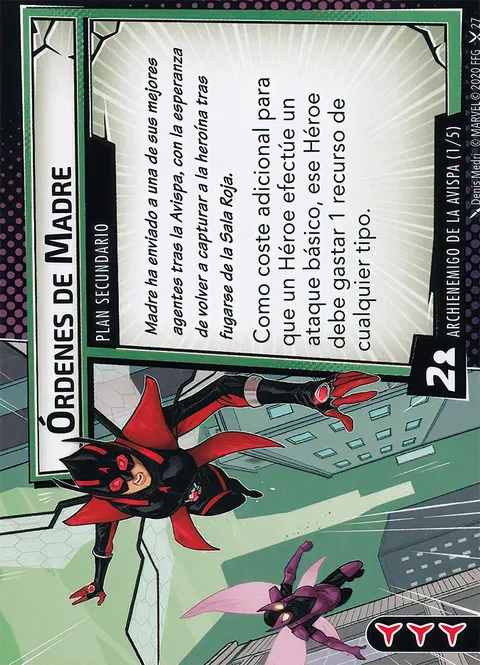 ÓRDENES DE MADRE
PLAN SECUNDARIO
Madre ha enviado a una de sus mejores
agentes tras la Avispa, con la esperanza
de volver a capturar a la heroína tras
fugarse de la Sala Roja.
Como coste adicional para
que un Héroe efectúe un
ataque básico, ese Héroe
debe gastar 1 recurso de
cualquier tipo.
2
ARCHIENEMIGO DE LA AVISPA (1/5)
Denis Medri © MARVEL © 2020 FFG 27